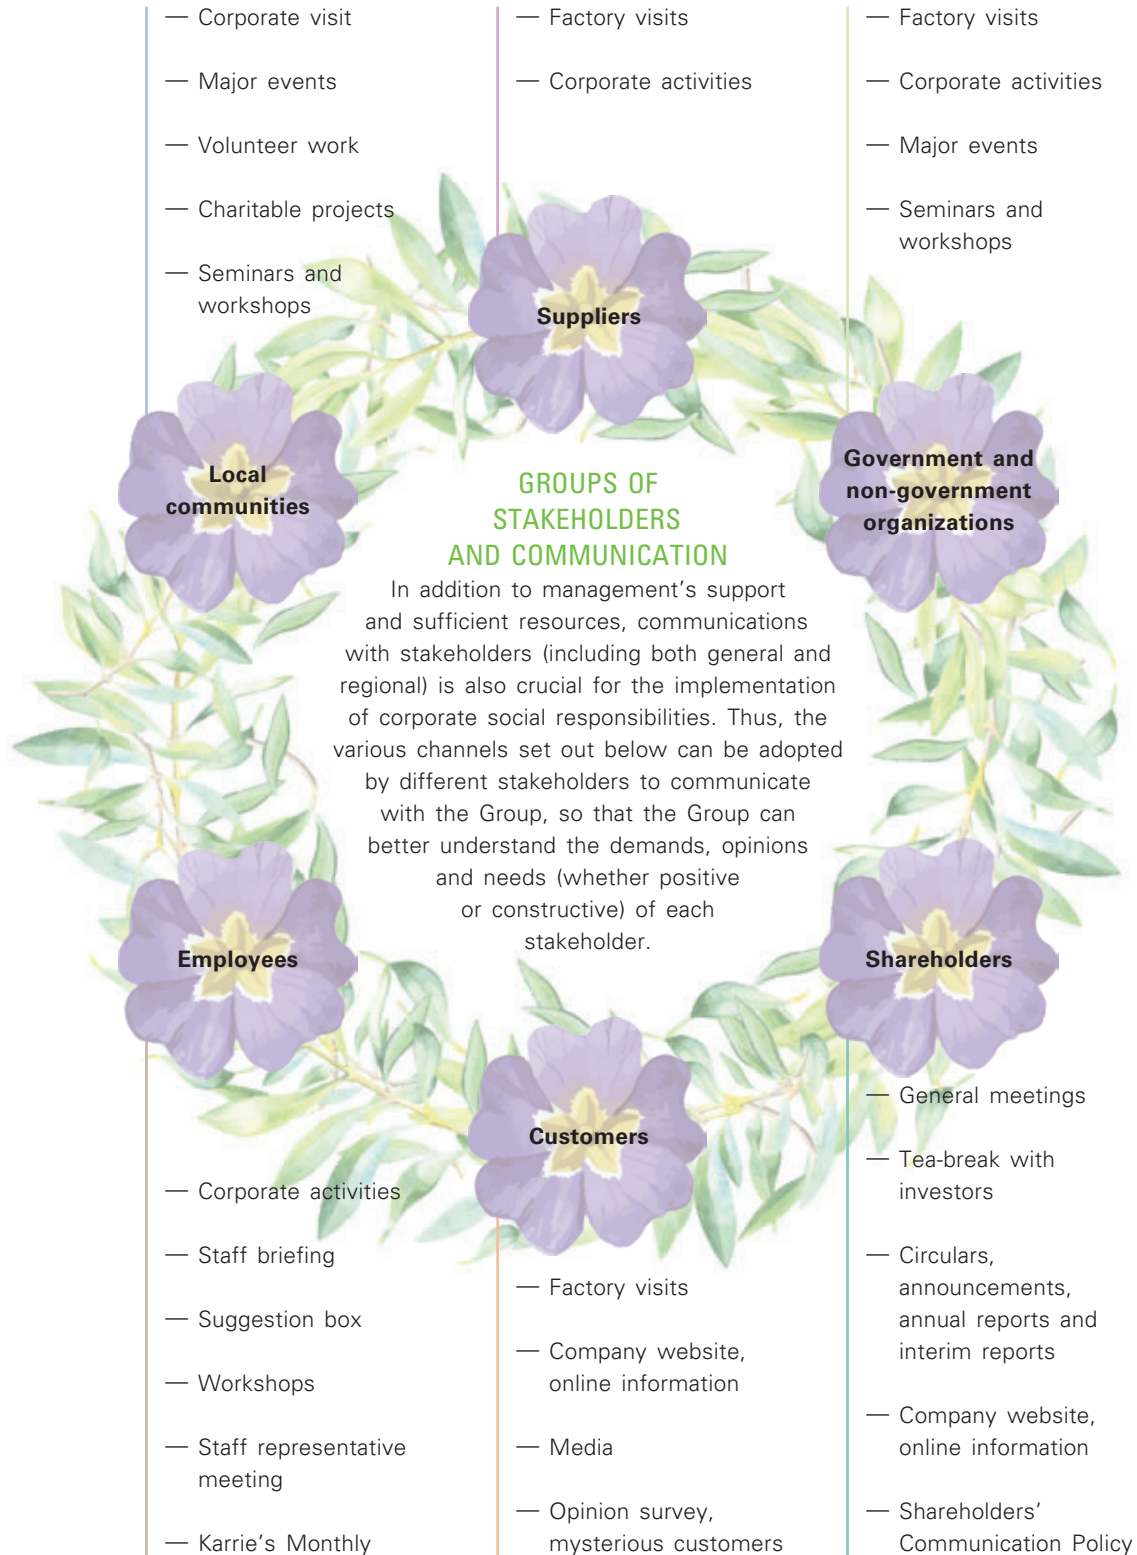 — Corporate visit
— Major events
— Volunteer work
— Charitable projects
— Seminars and
workshops
Local
communities
— Factory visits
— Corporate activities
Suppliers
— Factory visits
— Corporate activities
— Major events
— Seminars and
workshops
Government and
non-government
organizations
GROUPS OF
STAKEHOLDERS
AND COMMUNICATION
In addition to management’s support
and sufficient resources, communications
with stakeholders (including both general and
regional) is also crucial for the implementation
of corporate social responsibilities. Thus, the
various channels set out below can be adopted
by different stakeholders to communicate
with the Group, so that the Group can
better understand the demands, opinions
and needs (whether positive
or constructive) of each
stakeholder.
Employees
— Corporate activities
— Staff briefing
— Suggestion box
— Workshops
— Staff representative
meeting
— Karrie’s Monthly
Customers
— Factory visits
— Company website,
online information
— Media
— Opinion survey,
mysterious customers
Shareholders
— General meetings
— Tea-break with
investors
— Circulars,
announcements,
annual reports and
interim reports
— Company website,
online information
— Shareholders’
Communication Policy